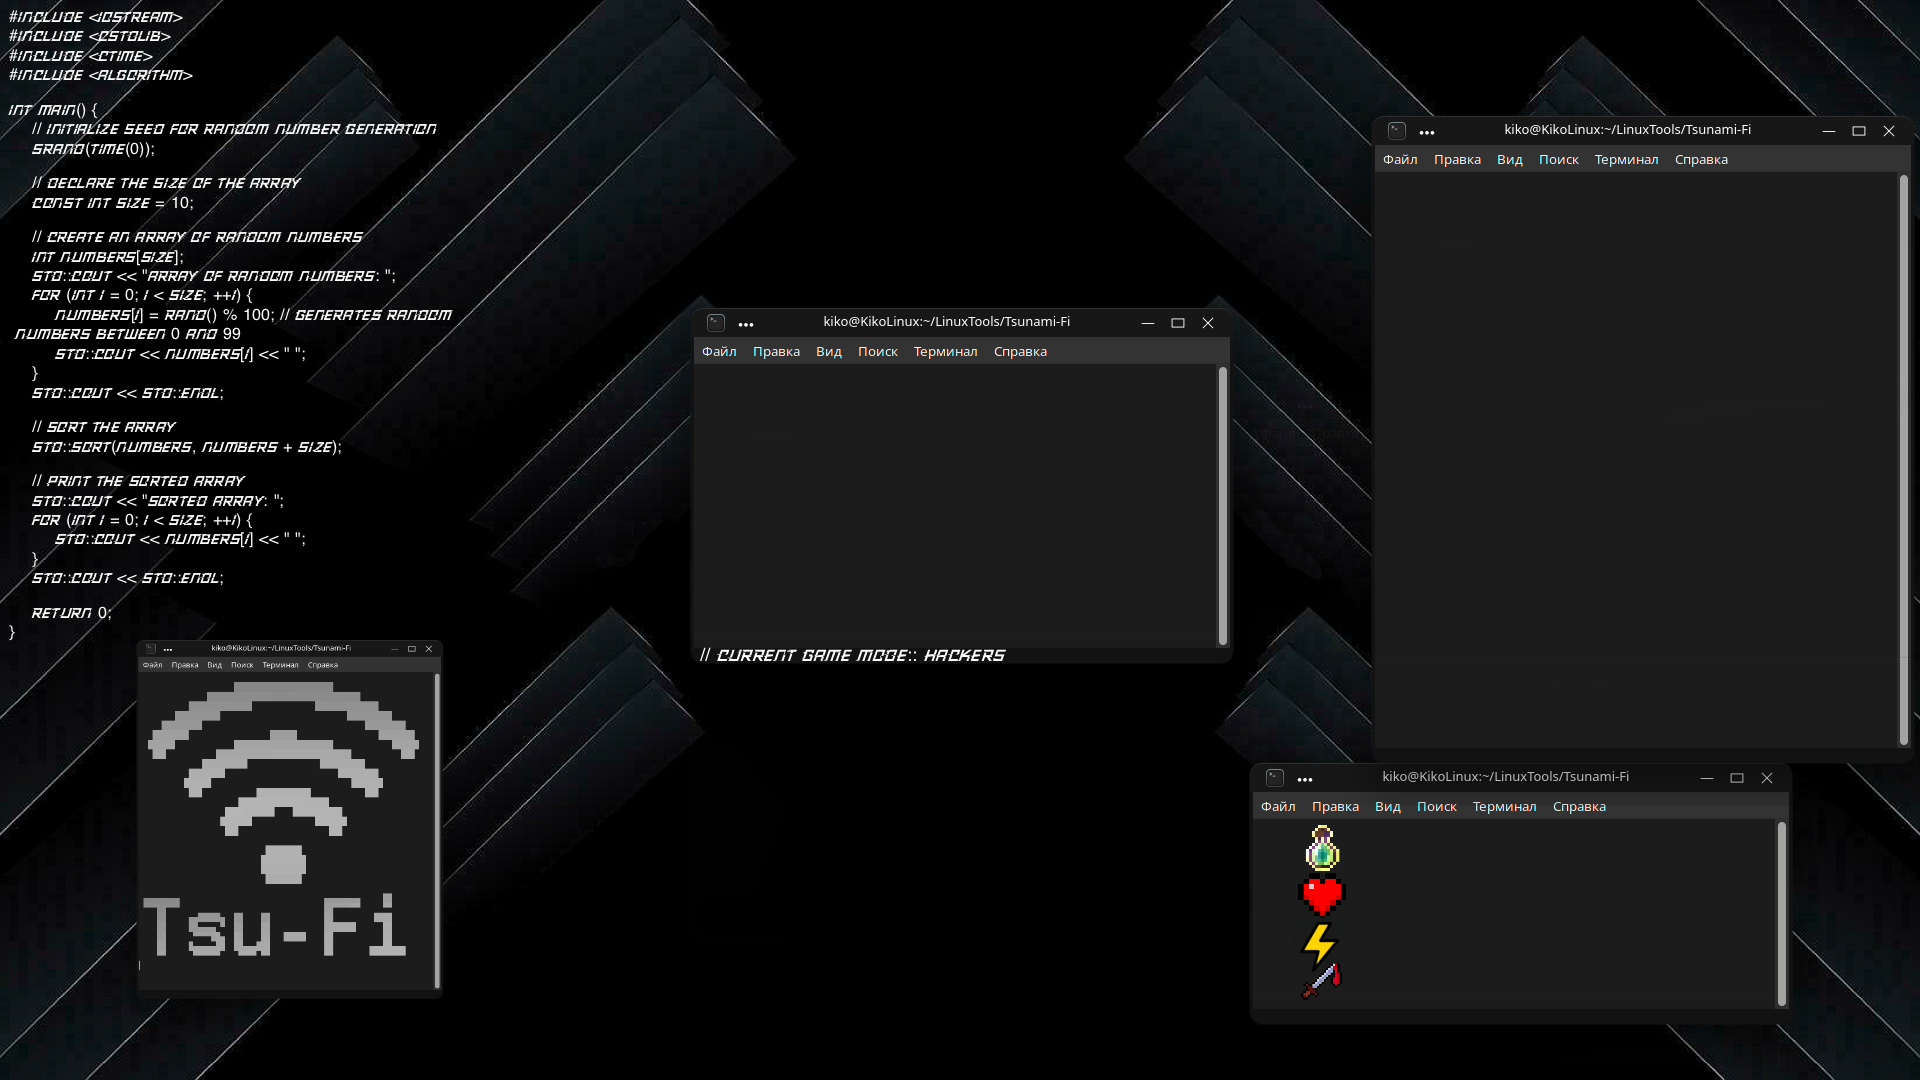 #include <iostream>
#include <cstdlib>
#include <ctime>
#include <algorithm>
int main() {
// Initialize seed for random number generation
srand(time(0));
// Declare the size of the array
const int size = 10;
// Create an array of random numbers
int numbers[size];
std::cout << "Array of random numbers: ";
for (int i = 0; i < size; ++i) {
numbers[i] = rand() % 100; // Generates random
numbers between 0 and 99
std::cout << numbers[i] << " ";
}
std::cout << std::endl;
// Sort the array
std::sort(numbers, numbers + size);
// Print the sorted array
std::cout << "Sorted array: ";
for (int i = 0; i < size; ++i) {
std::cout << numbers[i] << " ";
}
std::cout << std::endl;
return 0;
}
kiko@KikoLinux:~/LinuxTools/Tsunami-Fi
Файл Правка Вид Поиск Терминал Справка
Tsu-Fi
kiko@KikoLinux:~/LinuxTools/Tsunami-Fi
Файл Правка Вид Поиск Терминал Справка
// CURRENT GAME MODE:: HACKERS
kiko@KikoLinux:~/LinuxTools/Tsunami-Fi
Файл Правка Вид Поиск Терминал Справка
kiko@KikoLinux:~/LinuxTools/Tsunami-Fi
Файл Правка Вид Поиск Терминал Справка